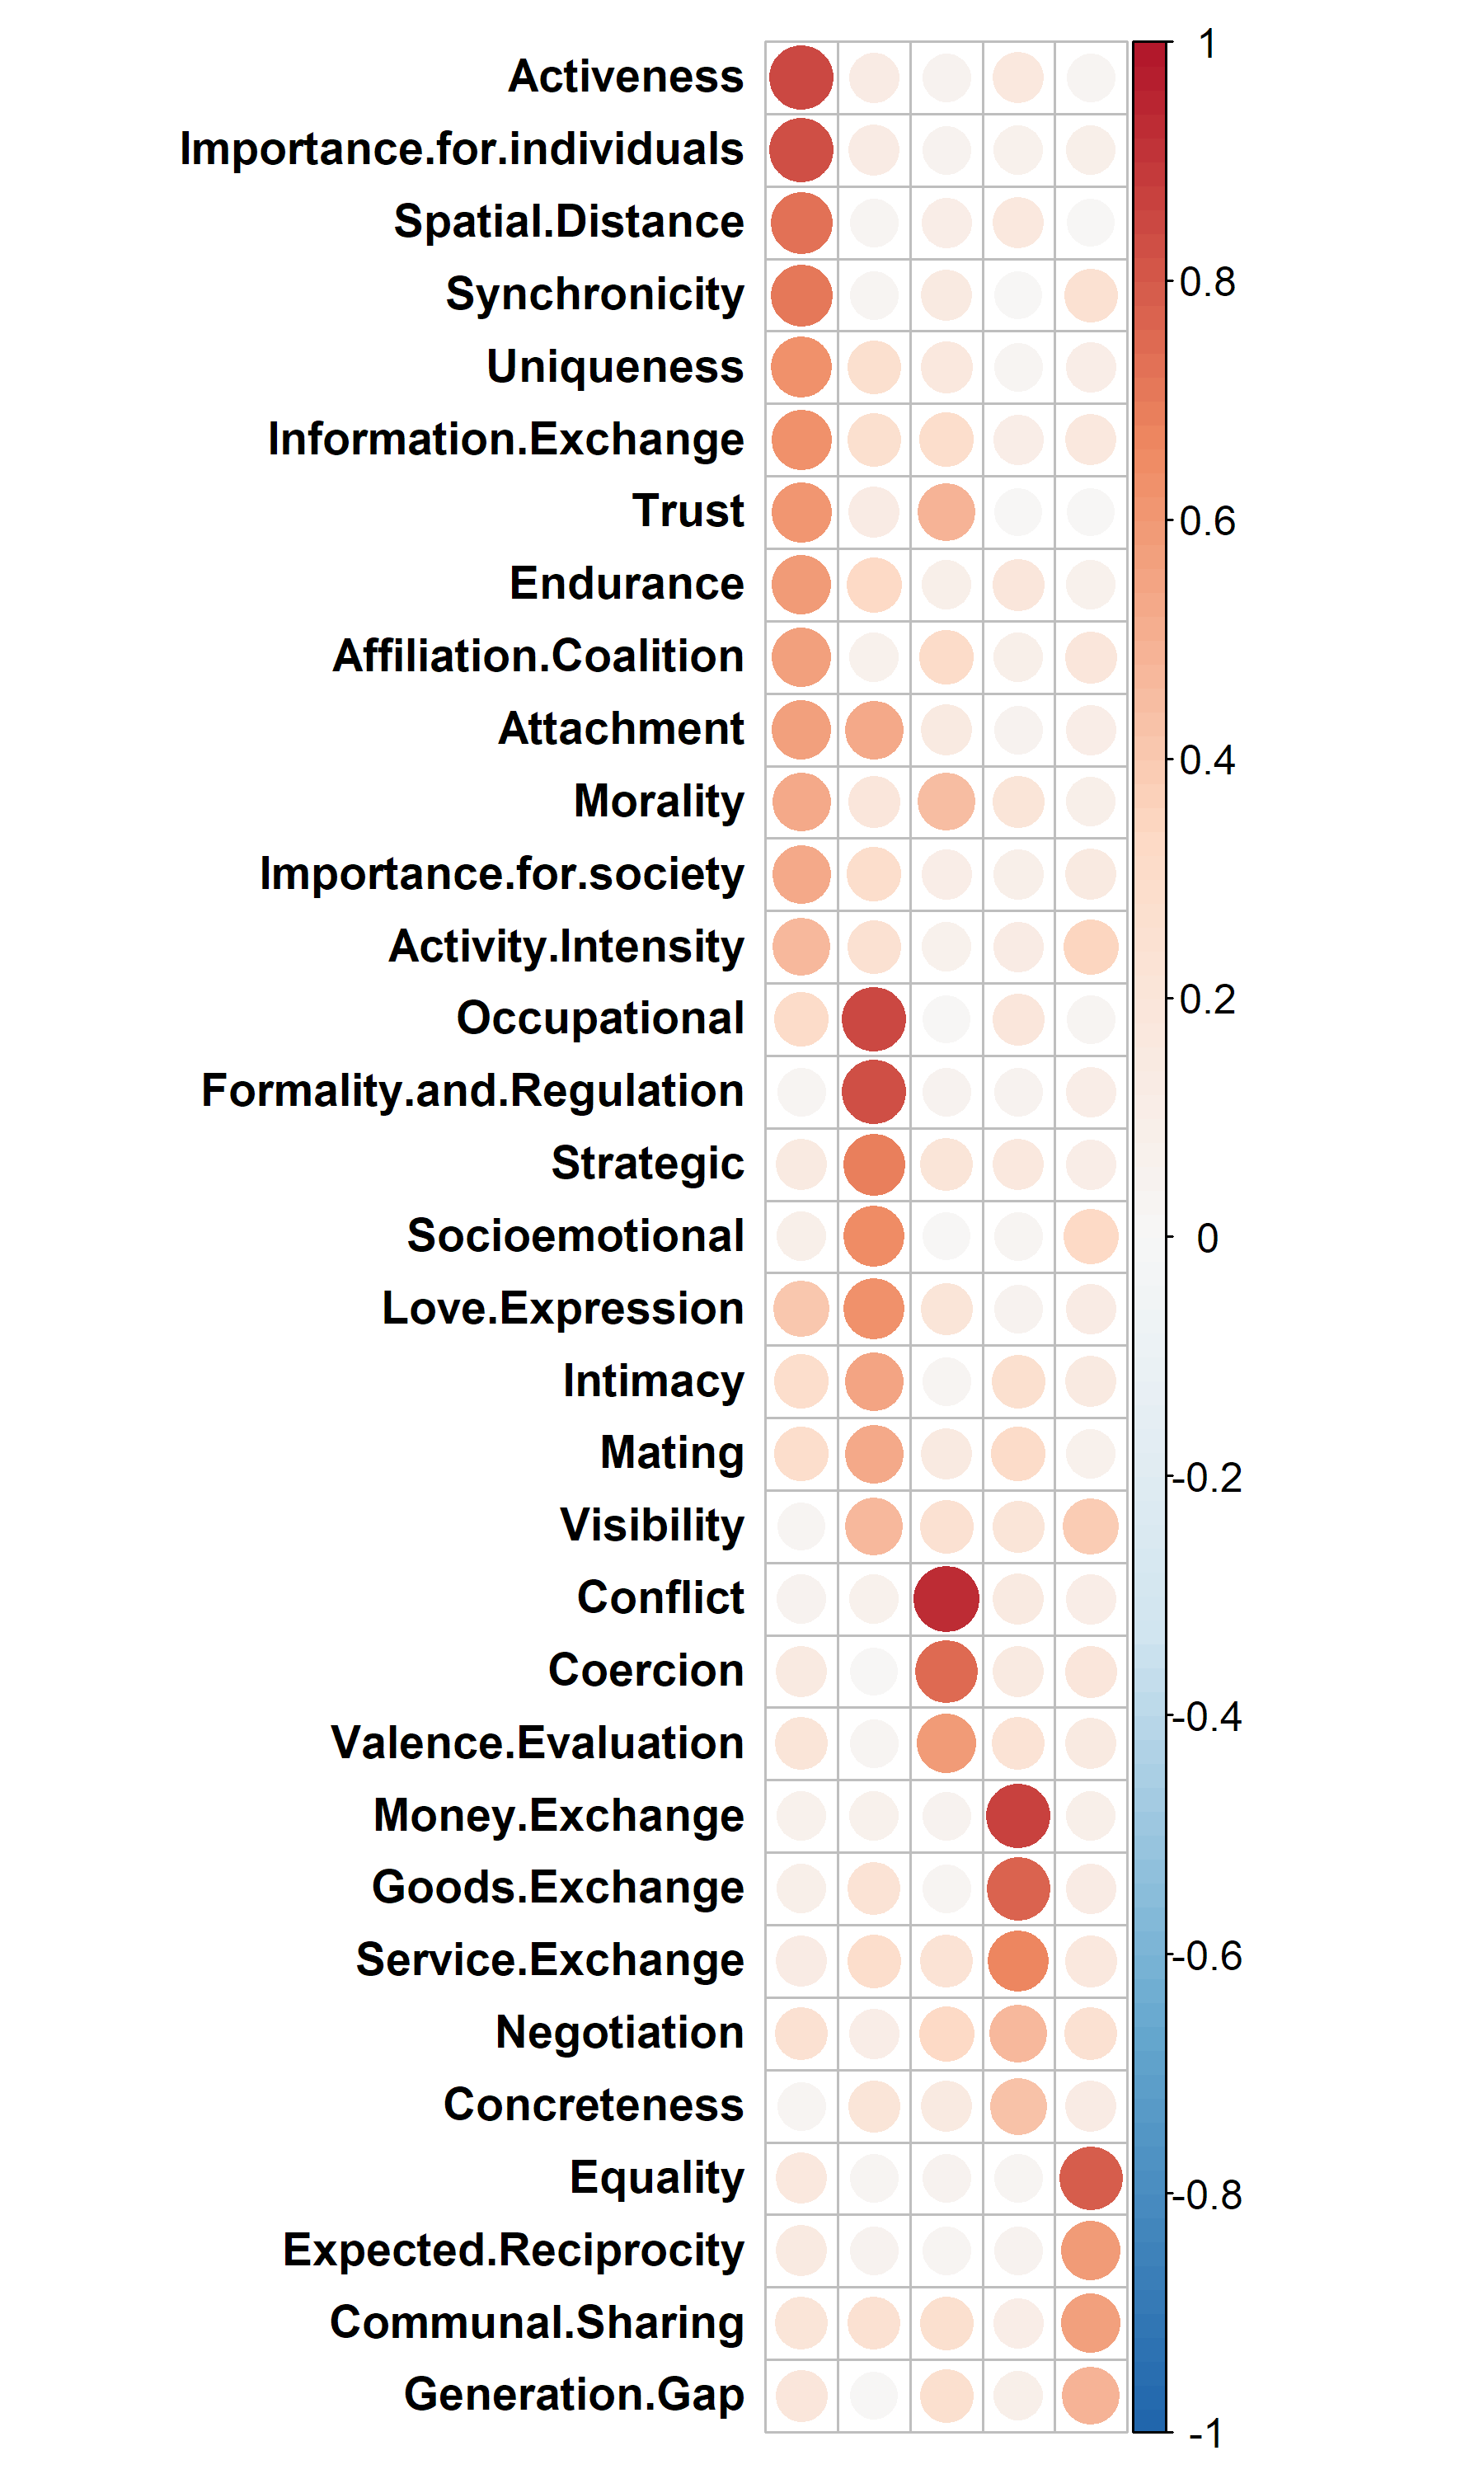 Activeness
Importance.for.individuals
Spatial.Distance
Synchronicity
Uniqueness
Information.Exchange
Trust
Endurance
Affiliation.Coalition
Attachment
Morality
Importance.for.society
Activity.Intensity
Occupational
Formality.and.Regulation
Strategic
Socioemotional
Love.Expression
Intimacy
Mating
Visibility
Conflict
Coercion
Valence.Evaluation
Money.Exchange
Goods.Exchange
Service.Exchange
Negotiation
Concreteness
Equality
Expected.Reciprocity
Communal.Sharing
Generation.Gap
1
0.8
0.6
0.4
0.2
0
-0.2
-0.4
-0.6
-0.8
-1